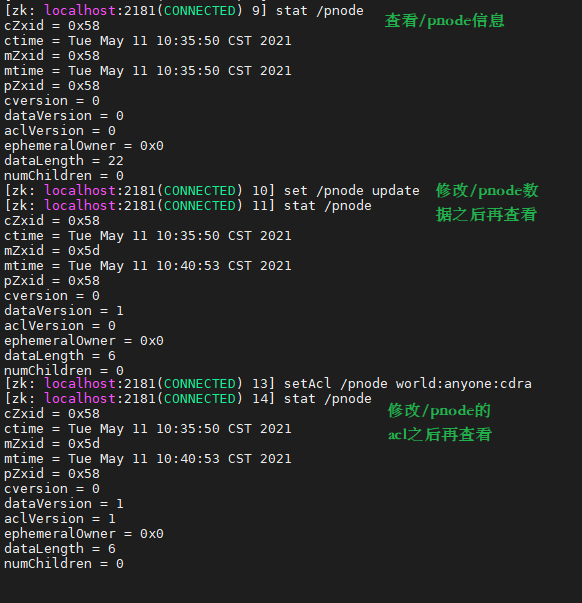 [zk: localhost:2181(CONNECTED) 9] stat /pnode
查看/pnode信息
cZxid = 0x58
ctime = Tue May 11 10:35:50 CST 2021
mZxid = 0x58
mtime = Tue May 11 10:35:50 CST 2021
pZxid = 0x58
cversion = 0
dataVersion = 0
aclVersion = 0
ephemeralOwner = 0x0
dataLength = 22
numChildren = 0
[zk: localhost:2181(CONNECTED) 10] set /pnode update
修改/pnode数
[zk: localhost:2181(CONNECTED) 11] stat /pnode
据之后再查看
cZxid = 0x58
ctime = Tue May 11 10:35:50 CST 2021
mZxid = 0x5d
mtime = Tue May 11 10:40:53 CST 2021
pZxid = 0x58
cversion = 0
dataVersion = 1
aclVersion = 0
ephemeralOwner = 0x0
dataLength = 6
numChildren = 0
[zk: localhost:2181(CONNECTED) 13] setAcl /pnode world:anyone:cdra
[zk: localhost:2181(CONNECTED) 14] stat /pnode
修改/pnode的
acl之后再查看
cZxid = 0x58
ctime = Tue May 11 10:35:50 CST 2021
mZxid = 0x5d
mtime = Tue May 11 10:40:53 CST 2021
pZxid = 0x58
cversion = 0
dataVersion = 1
aclVersion = 1
ephemeralOwner = 0x0
dataLength = 6
numChildren = 0